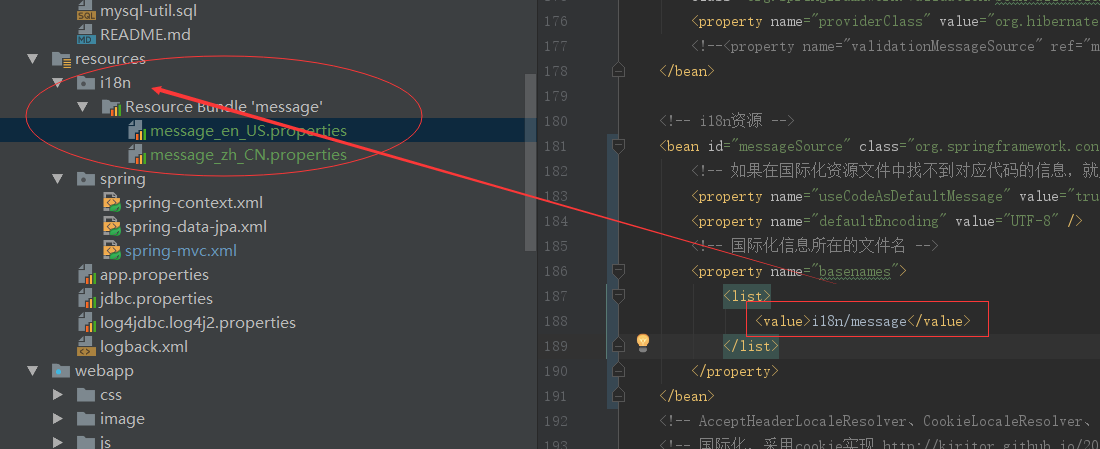 mysql-util.sql
README.md
resources
i18n
Resource Bundle 'message'
message_en_US.properties
message_zh_CN.properties
spring
spring-context.xml
spring-data-jpa.xml
spring-mvc.xml
app.properties
jdbc.properties
log4jdbc.log4j2.properties
logback.xml
webapp
css
image
js
176 <property name="providerClass" value="org.hibernate
177 <!--<property name="validationMessageSource" ref="m
178 </bean>
179
180 <!-- i18n资源 -->
181 <bean id="messageSource" class="org.springframework.con
182 <!-- 如果在国际化资源文件中找不到对应代码的信息，就
183 <property name="useCodeAsDefaultMessage" value="tru
184 <property name="defaultEncoding" value="UTF-8" />
185 <!-- 国际化信息所在的文件名 -->
186 <property name="basenames">
187 <list>
188 <value>i18n/message</value>
189 </list>
190 </property>
191 </bean>
192 <!-- AcceptHeaderLocaleResolver、CookieLocaleResolver、
193 <!-- 国际化，采用cookie实现 http://kiritor.github.io/20